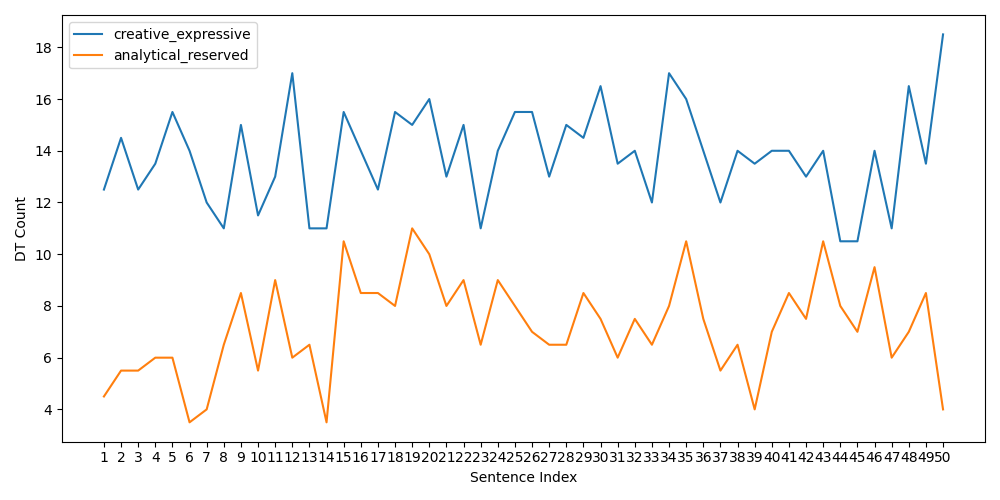 creative_expressive
analytical_reserved
18
16
14
12
10
8
6
4
DT Count
1 2 3 4 5 6 7 8 9 10 11 12 13 14 15 16 17 18 19 20 21 22 23 24 25 26 27 28 29 30 31 32 33 34 35 36 37 38 39 40 41 42 43 44 45 46 47 48 49 50
Sentence Index